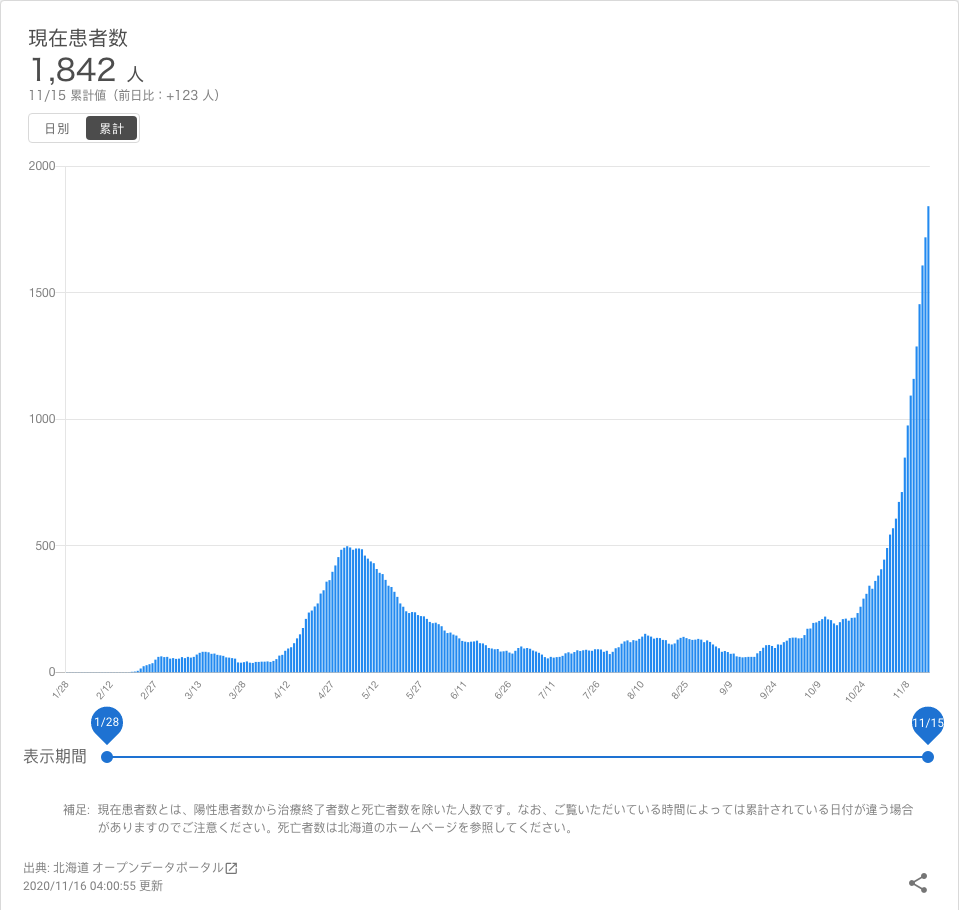 現在患者数
1,842 人
11/15 累計値（前日比：+123 人）
日別 累計
2000
1500
1000
500
0
1/28 2/12 2/27 3/13 3/28 4/12 4/27 5/12 5/27 6/11 6/26 7/11 7/26 8/10 8/25 9/9 9/24 10/9 10/24 11/8
1/28 11/15
表示期間
補足: 現在患者数とは、陽性患者数から治療終了者数と死亡者数を除いた人数です。なお、ご覧いただいている時間によっては累計されている日付が違う場合
がありますのでご注意ください。死亡者数は北海道のホームページを参照してください。
出典: 北海道 オープンデータポータル
2020/11/16 04:00:55 更新